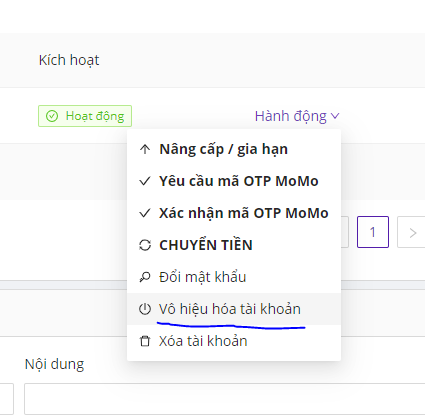 Kích hoạt
Hoạt động
Hành động
Nâng cấp / gia hạn
Yêu cầu mã OTP MoMo
Xác nhận mã OTP MoMo
1
CHUYỂN TIỀN
Đổi mật khẩu
Vô hiệu hóa tài khoản
Xóa tài khoản
Nội dung